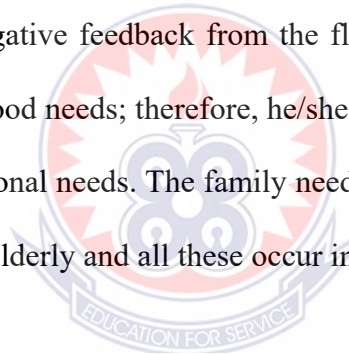 gative feedback from the fl
ood needs; therefore, he/she
onal needs. The family need
lderly and all these occur in
EDUCATION FOR SERVICE